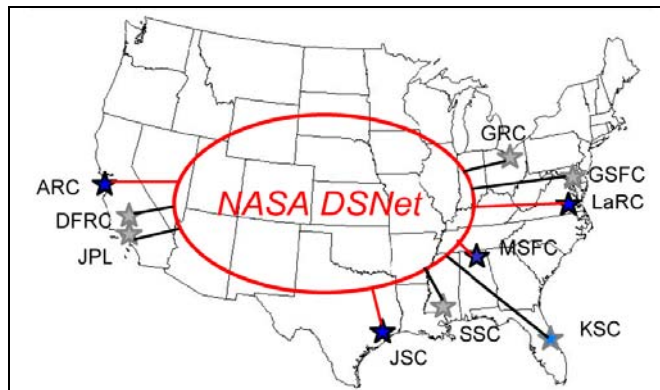 GRC
GSFC
ARC
NASA DSNet
LaRC
DFRC
JPL
MSFC
SSC
KSC
JSC